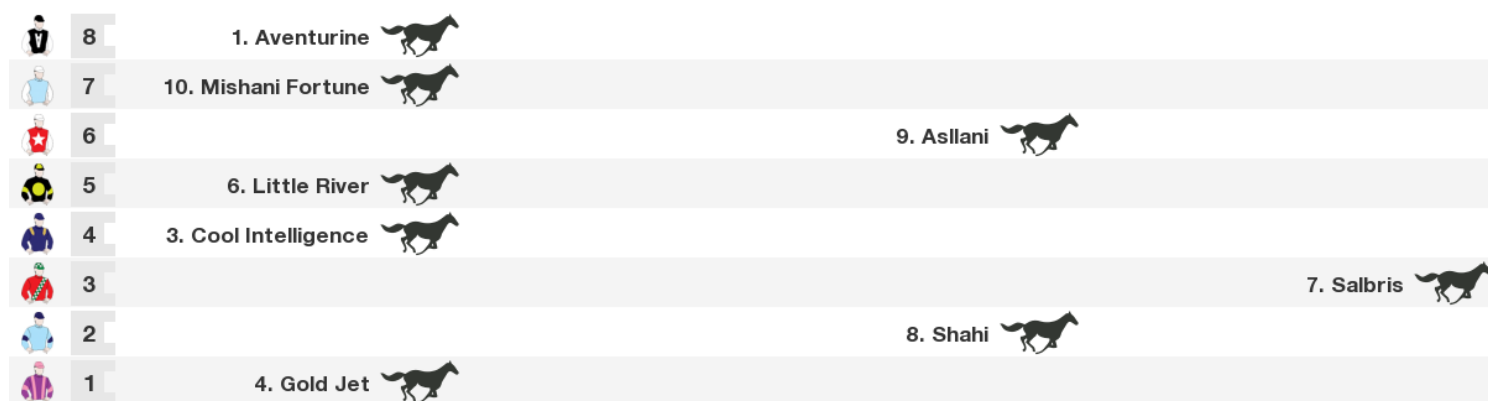 8 1. Aventurine
7 10. Mishani Fortune
6 9. Asllani
5 6. Little River
4 3. Cool Intelligence
3 7. Salbris
2 8. Shahi
1 4. Gold Jet